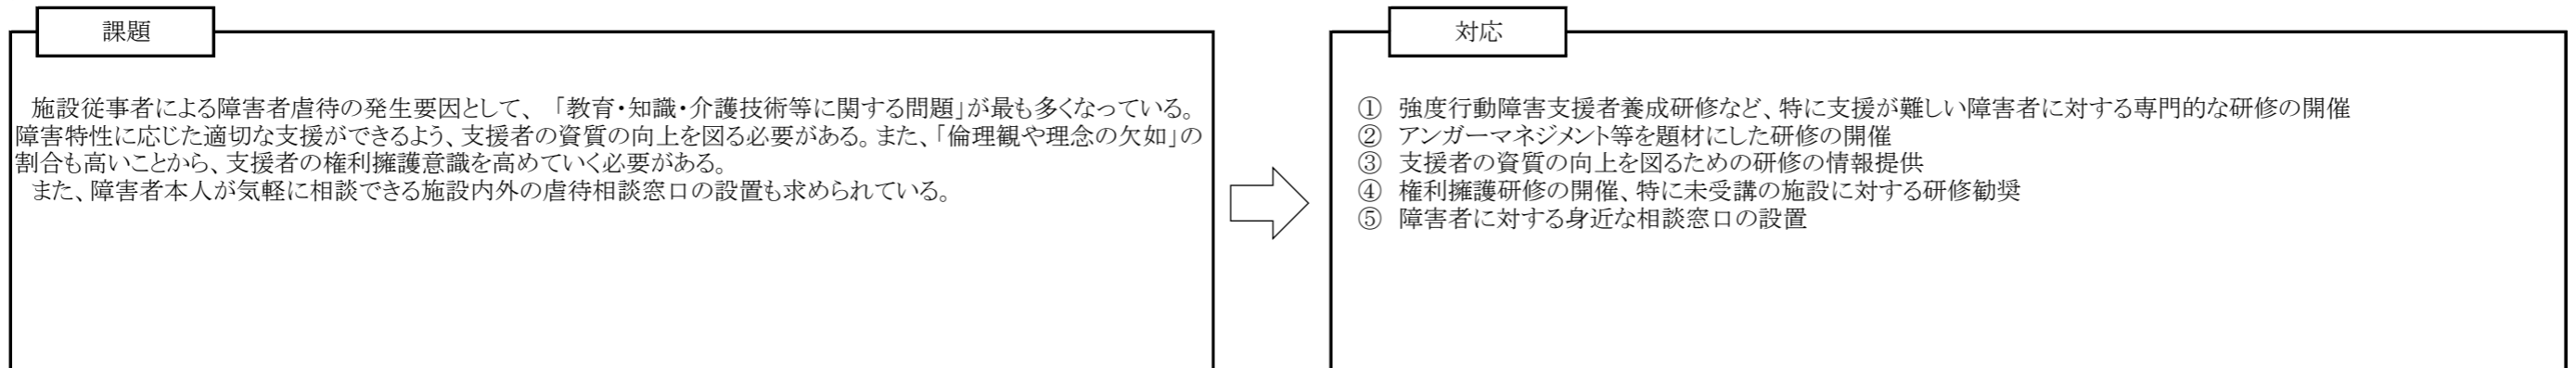 課題
施設従事者による障害者虐待の発生要因として、「教育・知識・介護技術等に関する問題」が最も多くなっている。
障害特性に応じた適切な支援ができるよう、支援者の資質の向上を図る必要がある。また、「倫理観や理念の欠如」の
割合も高いことから、支援者の権利擁護意識を高めていく必要がある。
また、障害者本人が気軽に相談できる施設内外の虐待相談窓口の設置も求められている。
対応
① 強度行動障害支援者養成研修など、特に支援が難しい障害者に対する専門的な研修の開催
② アンガーマネジメント等を題材にした研修の開催
③ 支援者の資質の向上を図るための研修の情報提供
④ 権利擁護研修の開催、特に未受講の施設に対する研修勧奨
⑤ 障害者に対する身近な相談窓口の設置